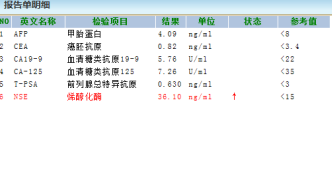 报告单明细
NO 英文名称 检验项目 结果 单位 状态 参考值
1 AFP 甲胎蛋白 4.09 ng/ml <8
2 CEA 癌胚抗原 0.82 ng/ml <3.4
3 CA19-9 血清糖类抗原19-9 5.76 U/ml <22
4 CA-125 血清糖类抗原125 7.26 U/ml <35
5 T-PSA 前列腺总特异抗原 0.630 ng/ml <3
6 NSE 烯醇化酶 36.10 ng/ml ↑ <15